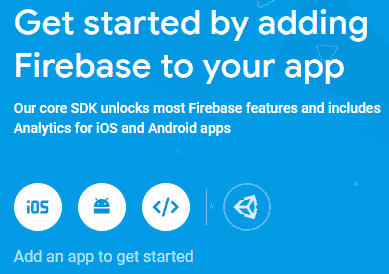 Get started by adding
Firebase to your app
Our core SDK unlocks most Firebase features and includes
Analytics for iOS and Android apps
iOS
</>
Add an app to get started